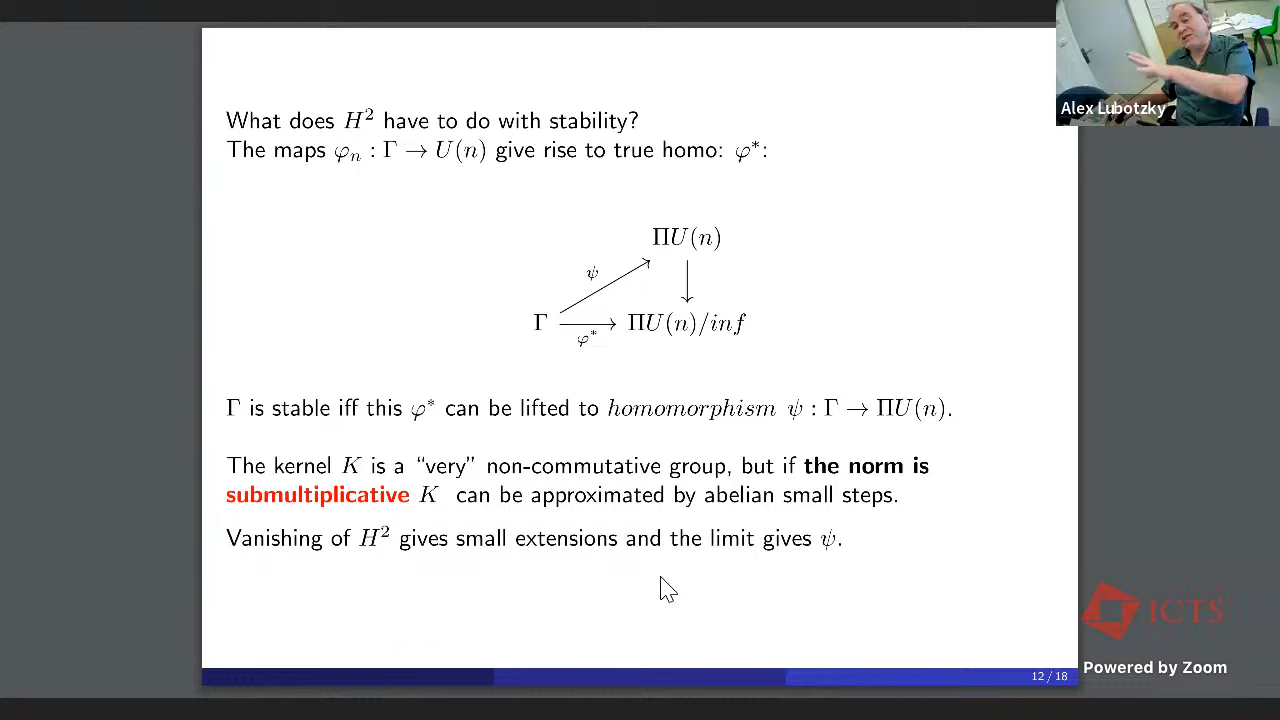 What does H² have to do with stability?
The maps φₙ : Γ → U(n) give rise to true homo: φ*:
ΠU(n)
ψ
Γ
φ*
ΠU(n)/inf
Γ is stable iff this φ* can be lifted to homomorphism ψ : Γ → ΠU(n).
The kernel K is a “very” non-commutative group, but if the norm is
submultiplicative K can be approximated by abelian small steps.
Vanishing of H² gives small extensions and the limit gives ψ.
12 / 18
Alex Lubotzky
ICTS
Powered by Zoom